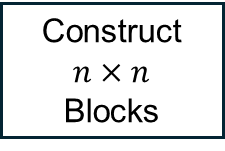 Construct
𝑛 × 𝑛
Blocks